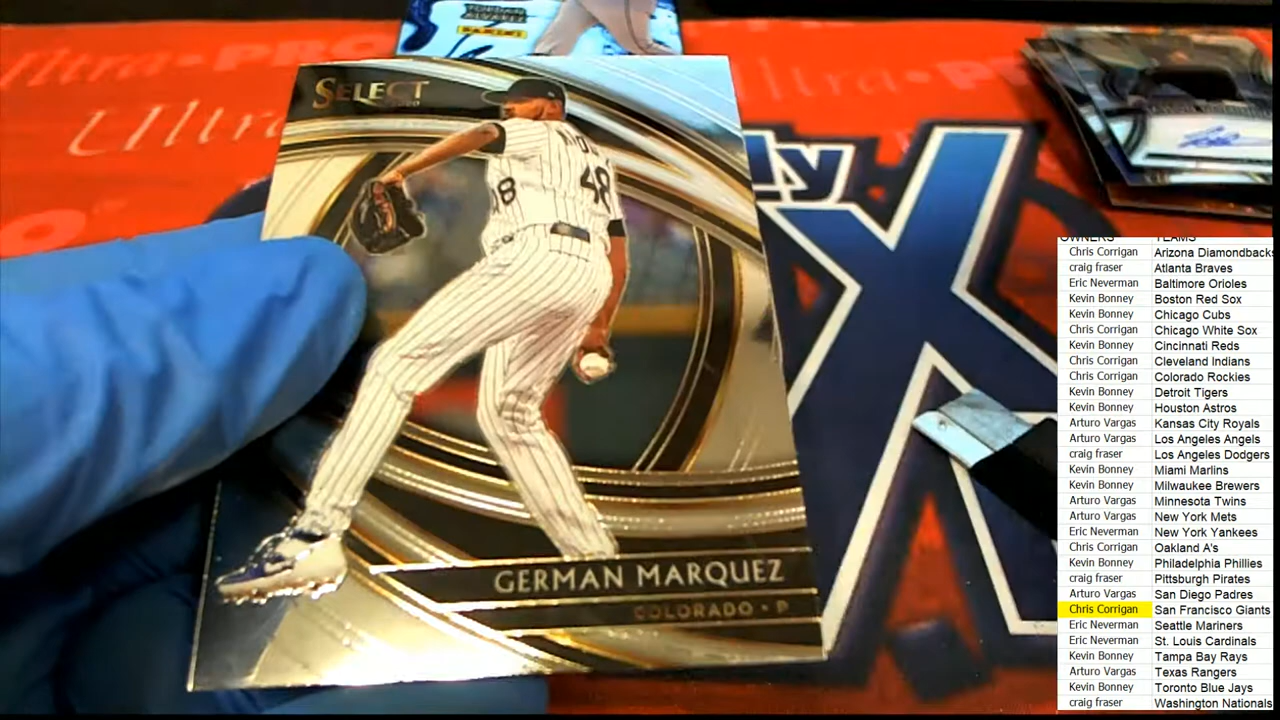 JORDAN
ALVAREZ
PANINI
Ultra·PRO
Ultra
Ultra·PRO
SELECT
48
GERMAN MARQUEZ
COLORADO • P
OWNERS TEAMS
Chris Corrigan Arizona Diamondbacks
craig fraser Atlanta Braves
Eric Neverman Baltimore Orioles
Kevin Bonney Boston Red Sox
Kevin Bonney Chicago Cubs
Chris Corrigan Chicago White Sox
Kevin Bonney Cincinnati Reds
Chris Corrigan Cleveland Indians
Chris Corrigan Colorado Rockies
Kevin Bonney Detroit Tigers
Kevin Bonney Houston Astros
Arturo Vargas Kansas City Royals
Arturo Vargas Los Angeles Angels
craig fraser Los Angeles Dodgers
Kevin Bonney Miami Marlins
Kevin Bonney Milwaukee Brewers
Arturo Vargas Minnesota Twins
Arturo Vargas New York Mets
Eric Neverman New York Yankees
Chris Corrigan Oakland A's
Kevin Bonney Philadelphia Phillies
craig fraser Pittsburgh Pirates
Arturo Vargas San Diego Padres
Chris Corrigan San Francisco Giants
Eric Neverman Seattle Mariners
Eric Neverman St. Louis Cardinals
Kevin Bonney Tampa Bay Rays
Arturo Vargas Texas Rangers
Kevin Bonney Toronto Blue Jays
craig fraser Washington Nationals